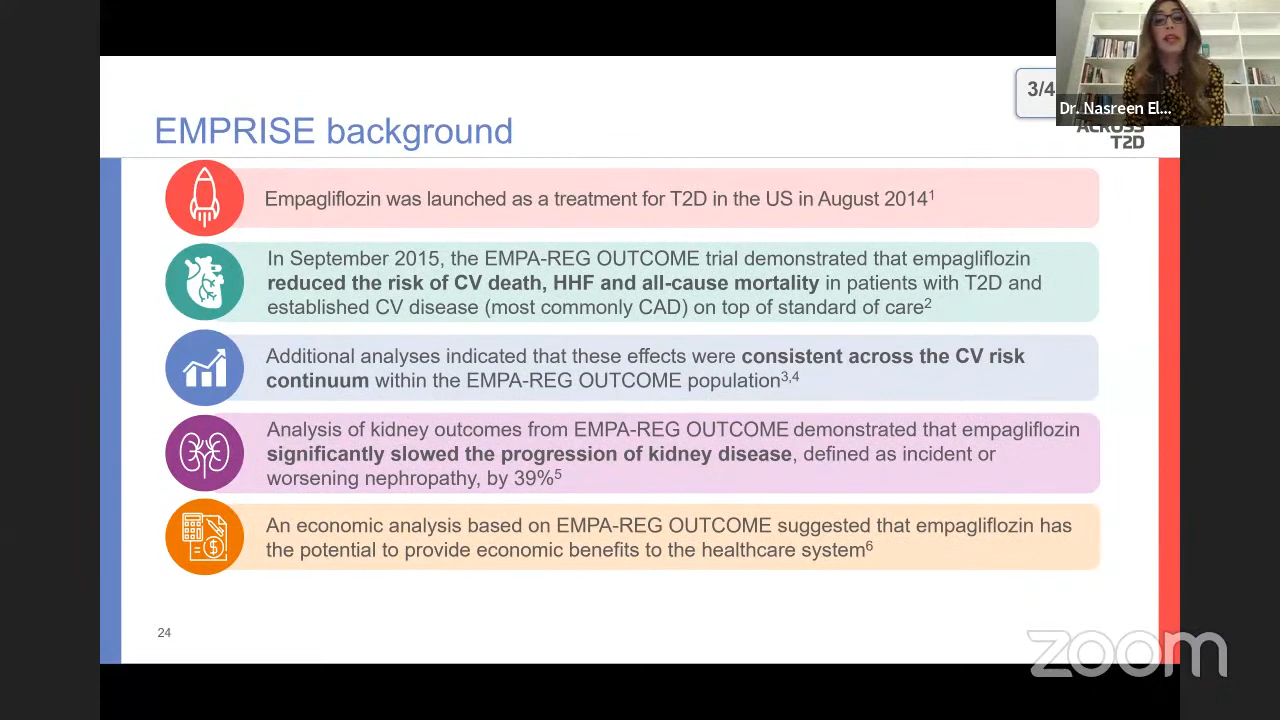 3/4
Dr. Nasreen El...
ACROSS
T2D
EMPRISE background
Empagliflozin was launched as a treatment for T2D in the US in August 2014¹
In September 2015, the EMPA-REG OUTCOME trial demonstrated that empagliflozin
reduced the risk of CV death, HHF and all-cause mortality in patients with T2D and
established CV disease (most commonly CAD) on top of standard of care²
Additional analyses indicated that these effects were consistent across the CV risk
continuum within the EMPA-REG OUTCOME population³,⁴
Analysis of kidney outcomes from EMPA-REG OUTCOME demonstrated that empagliflozin
significantly slowed the progression of kidney disease, defined as incident or
worsening nephropathy, by 39%⁵
An economic analysis based on EMPA-REG OUTCOME suggested that empagliflozin has
the potential to provide economic benefits to the healthcare system⁶
24
zoom